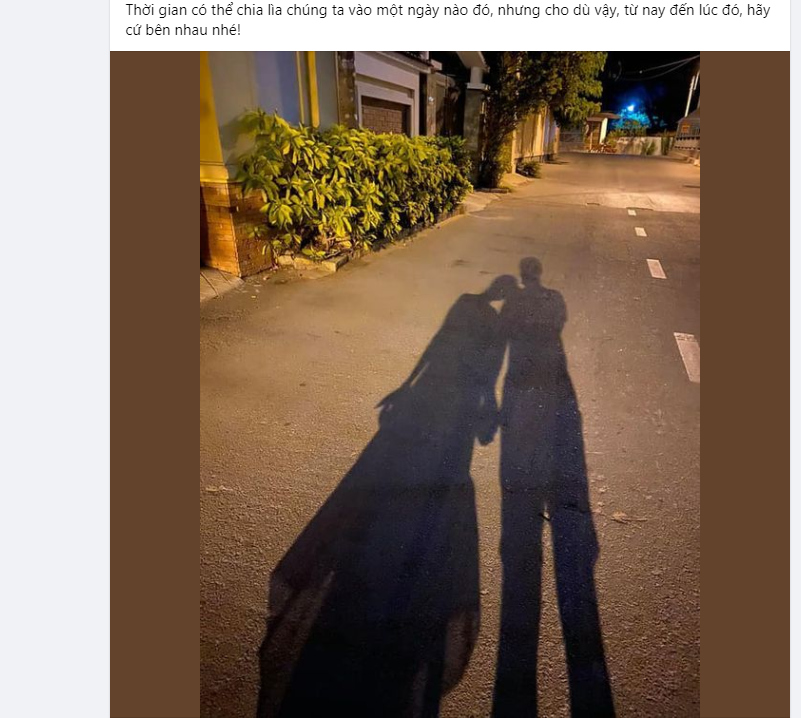 Thời gian có thể chia lìa chúng ta vào một ngày nào đó, nhưng cho dù vậy, từ nay đến lúc đó, hãy
cứ bên nhau nhé!